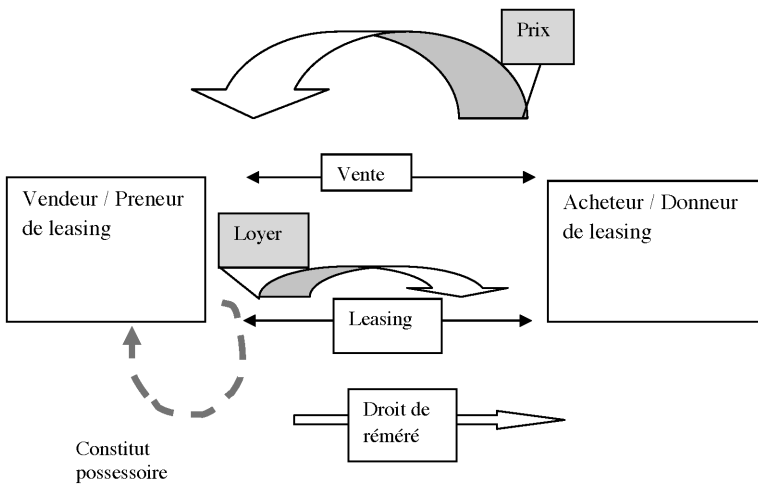 Prix
Vente
Vendeur / Preneur
de leasing
Acheteur / Donneur
de leasing
Loyer
Leasing
Droit de
réméré
Constitut
possessoire